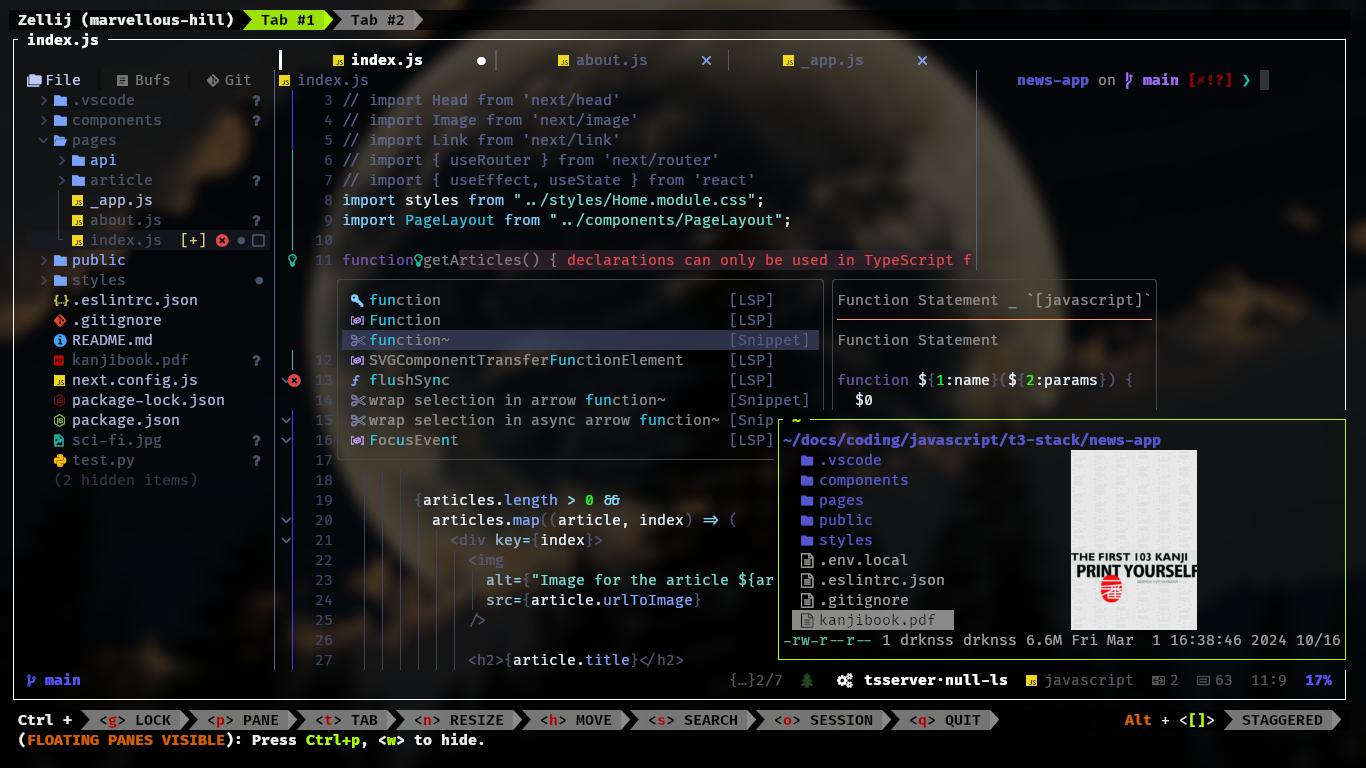 Zellij (marvellous-hill) Tab #1 Tab #2
index.js
index.js ● about.js × _app.js ×
File Bufs Git
index.js
news-app on main [✗!?] ❯
.vscode ?
components ?
pages
api
article ?
_app.js
about.js ?
index.js [+]
public
styles
.eslintrc.json
.gitignore
README.md
kanjibook.pdf ?
next.config.js
package-lock.json
package.json
sci-fi.jpg ?
test.py ?
(2 hidden items)
3 // import Head from 'next/head'
4 // import Image from 'next/image'
5 // import Link from 'next/link'
6 // import { useRouter } from 'next/router'
7 // import { useEffect, useState } from 'react'
8 import styles from "../styles/Home.module.css";
9 import PageLayout from "../components/PageLayout";
10
11 function getArticles() { declarations can only be used in TypeScript f
function [LSP]
Function [LSP]
function~ [Snippet]
12 SVGComponentTransferFunctionElement [LSP]
13 flushSync [LSP]
14 wrap selection in arrow function~ [Snippet]
15 wrap selection in async arrow function~ [Snip
16 FocusEvent [LSP]
17
18
19 {articles.length > 0 &&
20 articles.map((article, index) => (
21 <div key={index}>
22 <img
23 alt={"Image for the article ${ar
24 src={article.urlToImage}
25 />
26
27 <h2>{article.title}</h2>
Function Statement _ `[javascript]`
Function Statement
function ${1:name}(${2:params}) {
$0
~
~/docs/coding/javascript/t3-stack/news-app
.vscode
components
pages
public
styles
.env.local
.eslintrc.json
.gitignore
kanjibook.pdf
THE FIRST 103 KANJI
PRINT YOURSELF
-rw-r--r-- 1 drknss drknss 6.6M Fri Mar 1 16:38:46 2024 10/16
main {…}2/7 tsserver·null-ls javascript 2 63 11:9 17%
Ctrl + <g> LOCK <p> PANE <t> TAB <n> RESIZE <h> MOVE <s> SEARCH <o> SESSION <q> QUIT Alt + <[]> STAGGERED
(FLOATING PANES VISIBLE): Press Ctrl+p, <w> to hide.